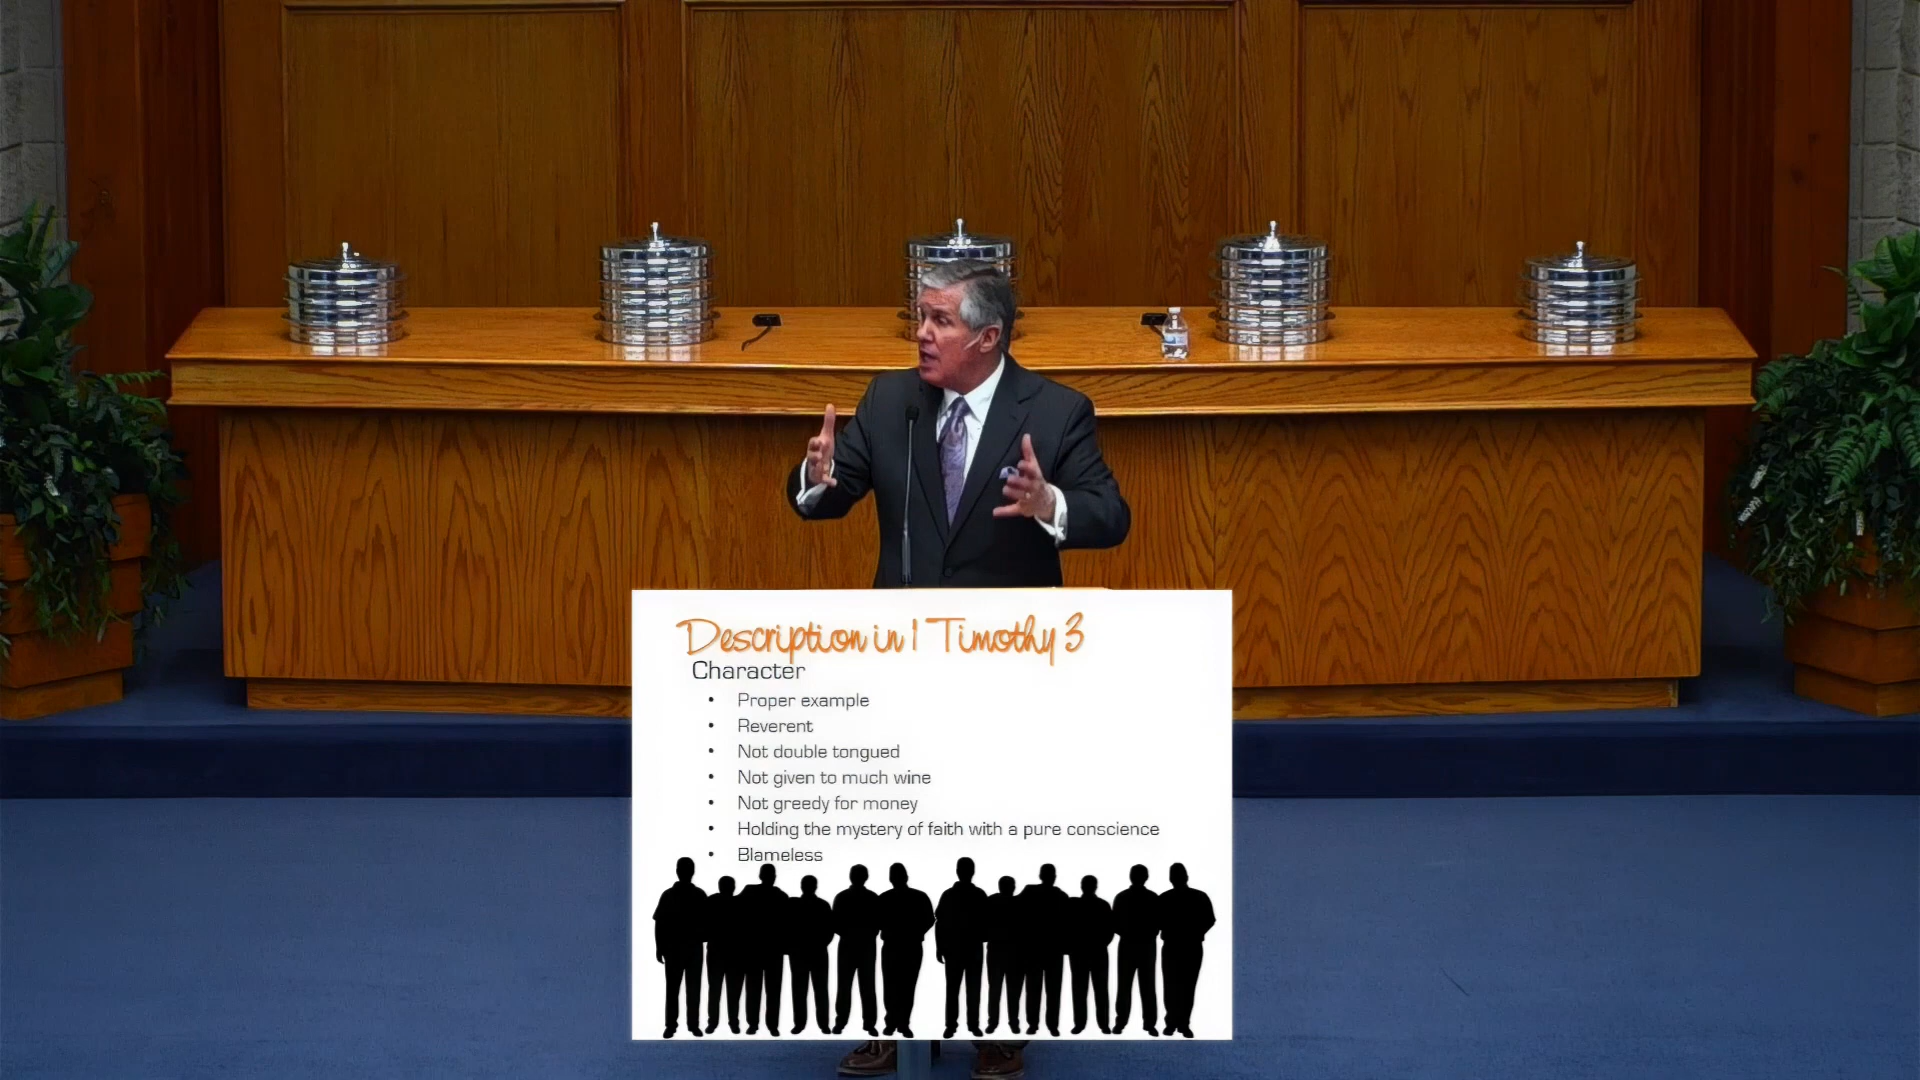 Description in 1 Timothy 3
Character
• Proper example
• Reverent
• Not double tongued
• Not given to much wine
• Not greedy for money
• Holding the mystery of faith with a pure conscience
• Blameless